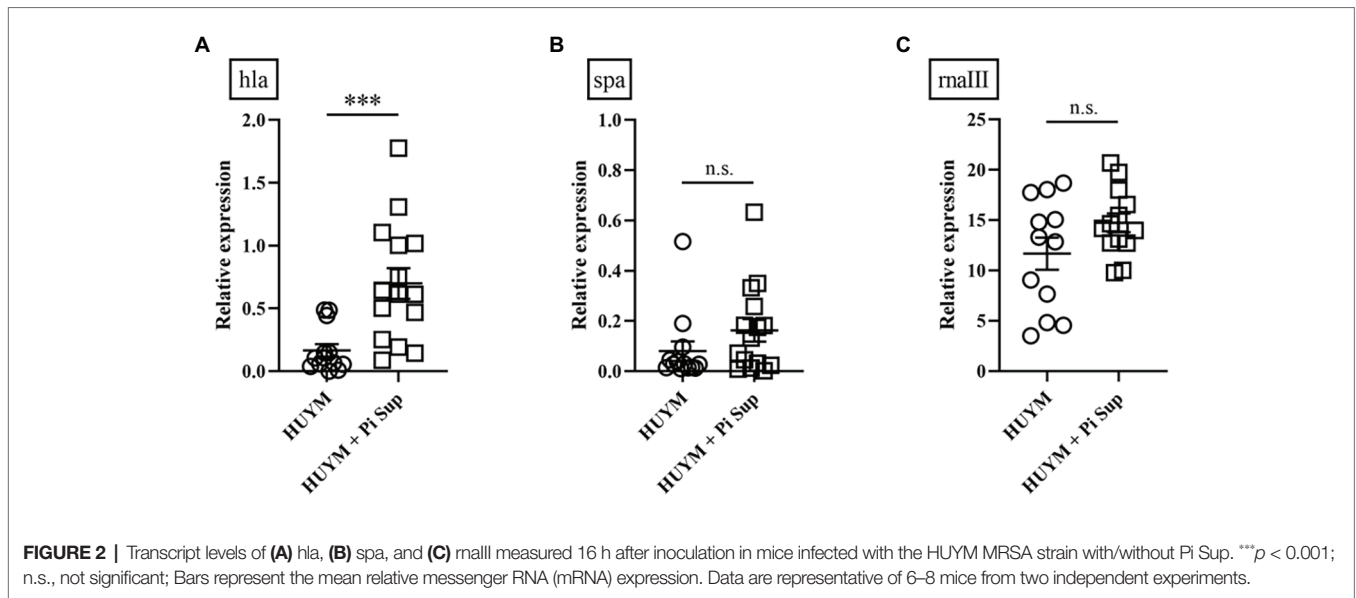 A
hla
***
Relative expression
2.0
1.5
1.0
0.5
0.0
HUYM
HUYM + Pi Sup
B
spa
n.s.
Relative expression
1.0
0.8
0.6
0.4
0.2
0.0
HUYM
HUYM + Pi Sup
C
rnaIII
n.s.
Relative expression
25
20
15
10
5
0
HUYM
HUYM + Pi Sup
FIGURE 2 | Transcript levels of (A) hla, (B) spa, and (C) rnaIII measured 16 h after inoculation in mice infected with the HUYM MRSA strain with/without Pi Sup. ***p < 0.001;
n.s., not significant; Bars represent the mean relative messenger RNA (mRNA) expression. Data are representative of 6–8 mice from two independent experiments.